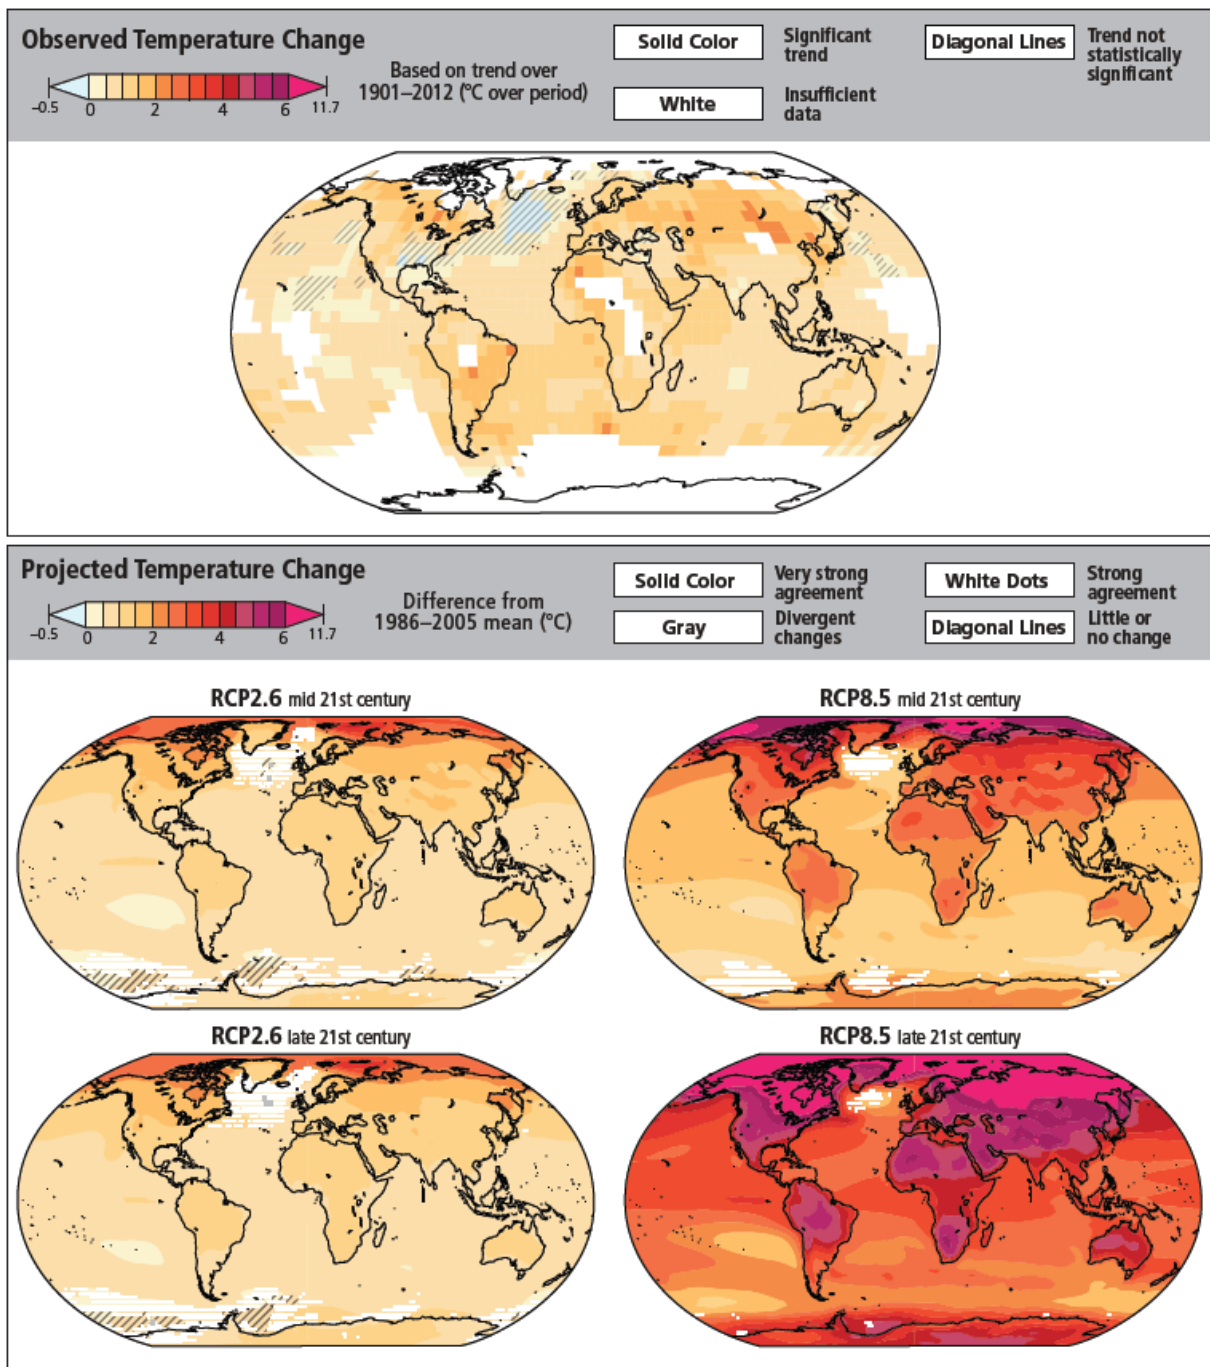 Observed Temperature Change
–0.5 0 2 4 6 11.7
Based on trend over
1901–2012 (°C over period)
Solid Color
Significant
trend
Diagonal Lines
Trend not
statistically
significant
White
Insufficient
data
Projected Temperature Change
–0.5 0 2 4 6 11.7
Difference from
1986–2005 mean (°C)
Solid Color
Very strong
agreement
White Dots
Strong
agreement
Gray
Divergent
changes
Diagonal Lines
Little or
no change
RCP2.6 mid 21st century
RCP8.5 mid 21st century
RCP2.6 late 21st century
RCP8.5 late 21st century